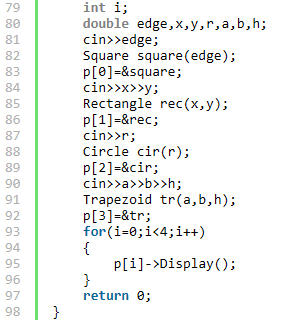 79 int i;
80 double edge,x,y,r,a,b,h;
81 cin>>edge;
82 Square square(edge);
83 p[0]=&square;
84 cin>>x>>y;
85 Rectangle rec(x,y);
86 p[1]=&rec;
87 cin>>r;
88 Circle cir(r);
89 p[2]=&cir;
90 cin>>a>>b>>h;
91 Trapezoid tr(a,b,h);
92 p[3]=&tr;
93 for(i=0;i<4;i++)
94 {
95 p[i]->Display();
96 }
97 return 0;
98 }